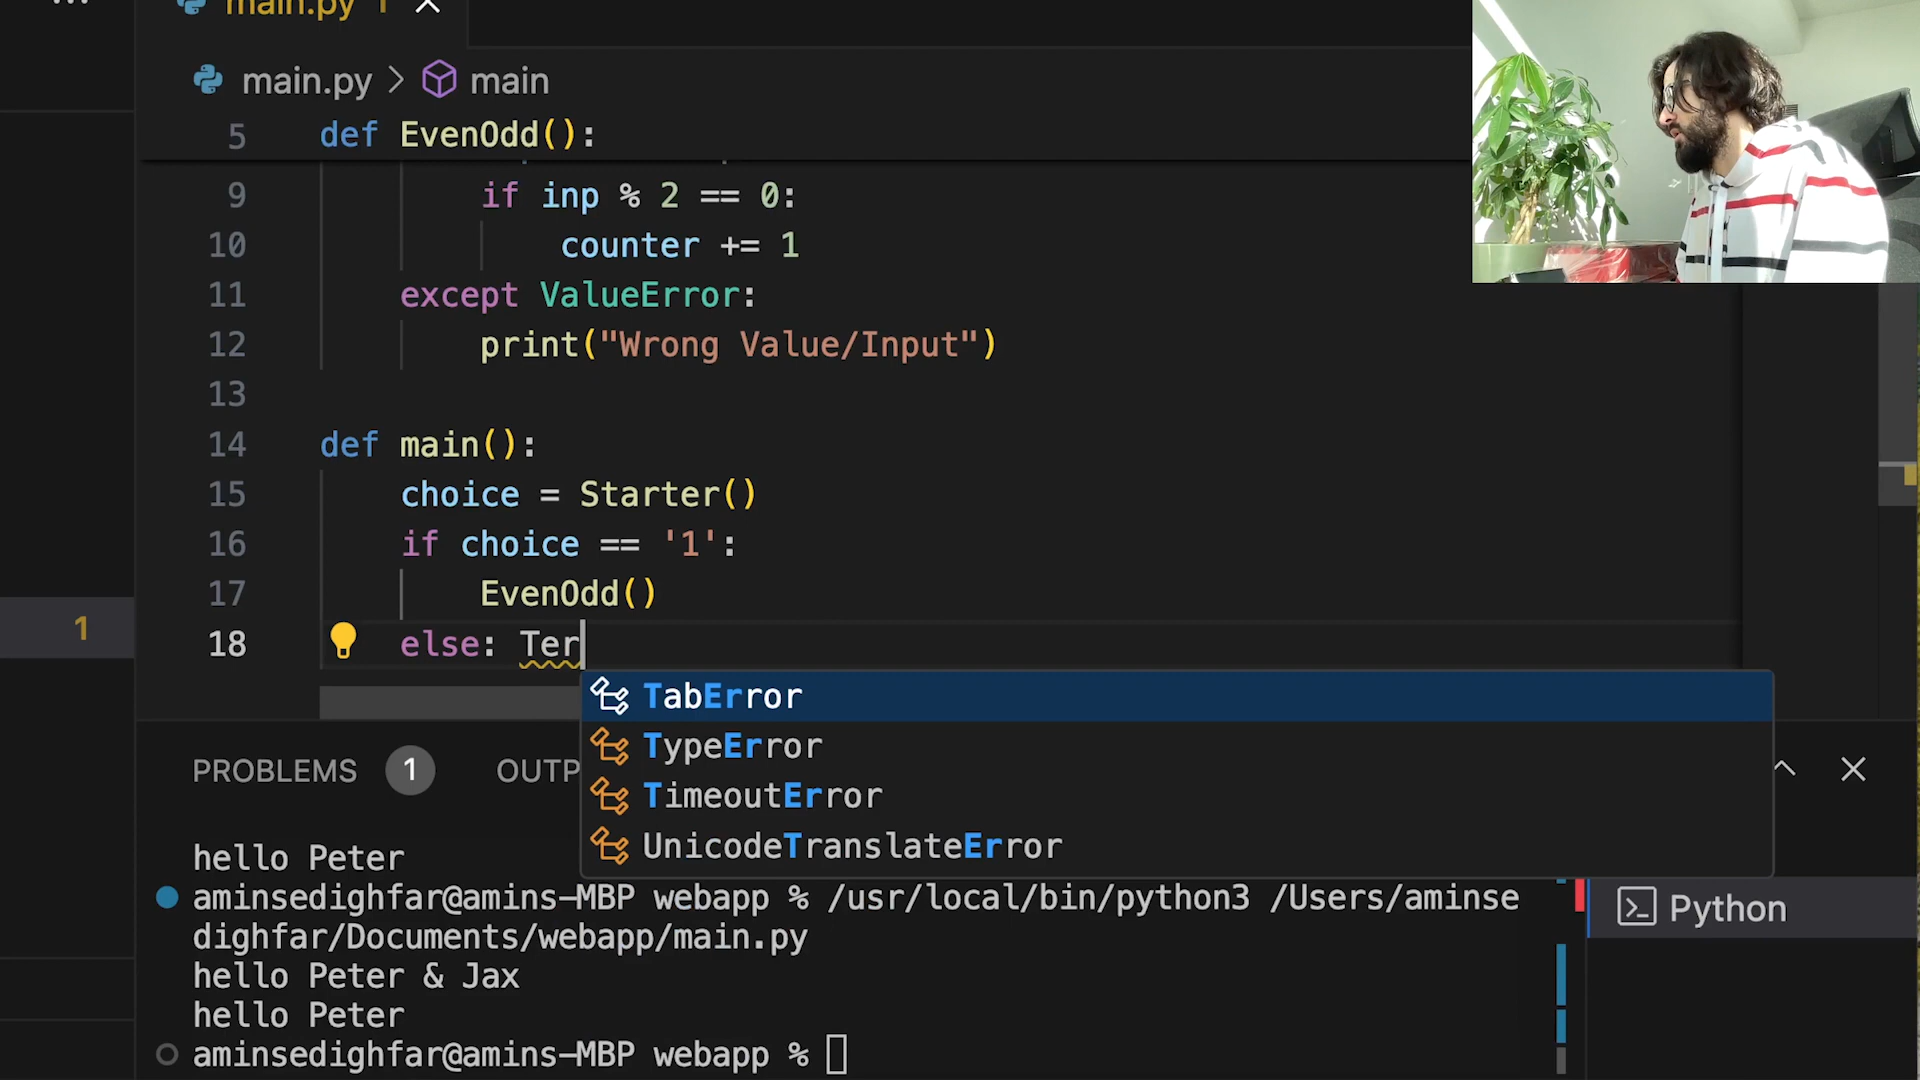 main.py 1
main.py > main
5 def EvenOdd():
9 if inp % 2 == 0:
10 counter += 1
11 except ValueError:
12 print("Wrong Value/Input")
13
14 def main():
15 choice = Starter()
16 if choice == '1':
17 EvenOdd()
1
18 else: Ter
TabError
TypeError
TimeoutError
UnicodeTranslateError
PROBLEMS 1 OUTP
hello Peter
aminsedighfar@amins-MBP webapp % /usr/local/bin/python3 /Users/aminse
dighfar/Documents/webapp/main.py
hello Peter & Jax
hello Peter
aminsedighfar@amins-MBP webapp %
Python